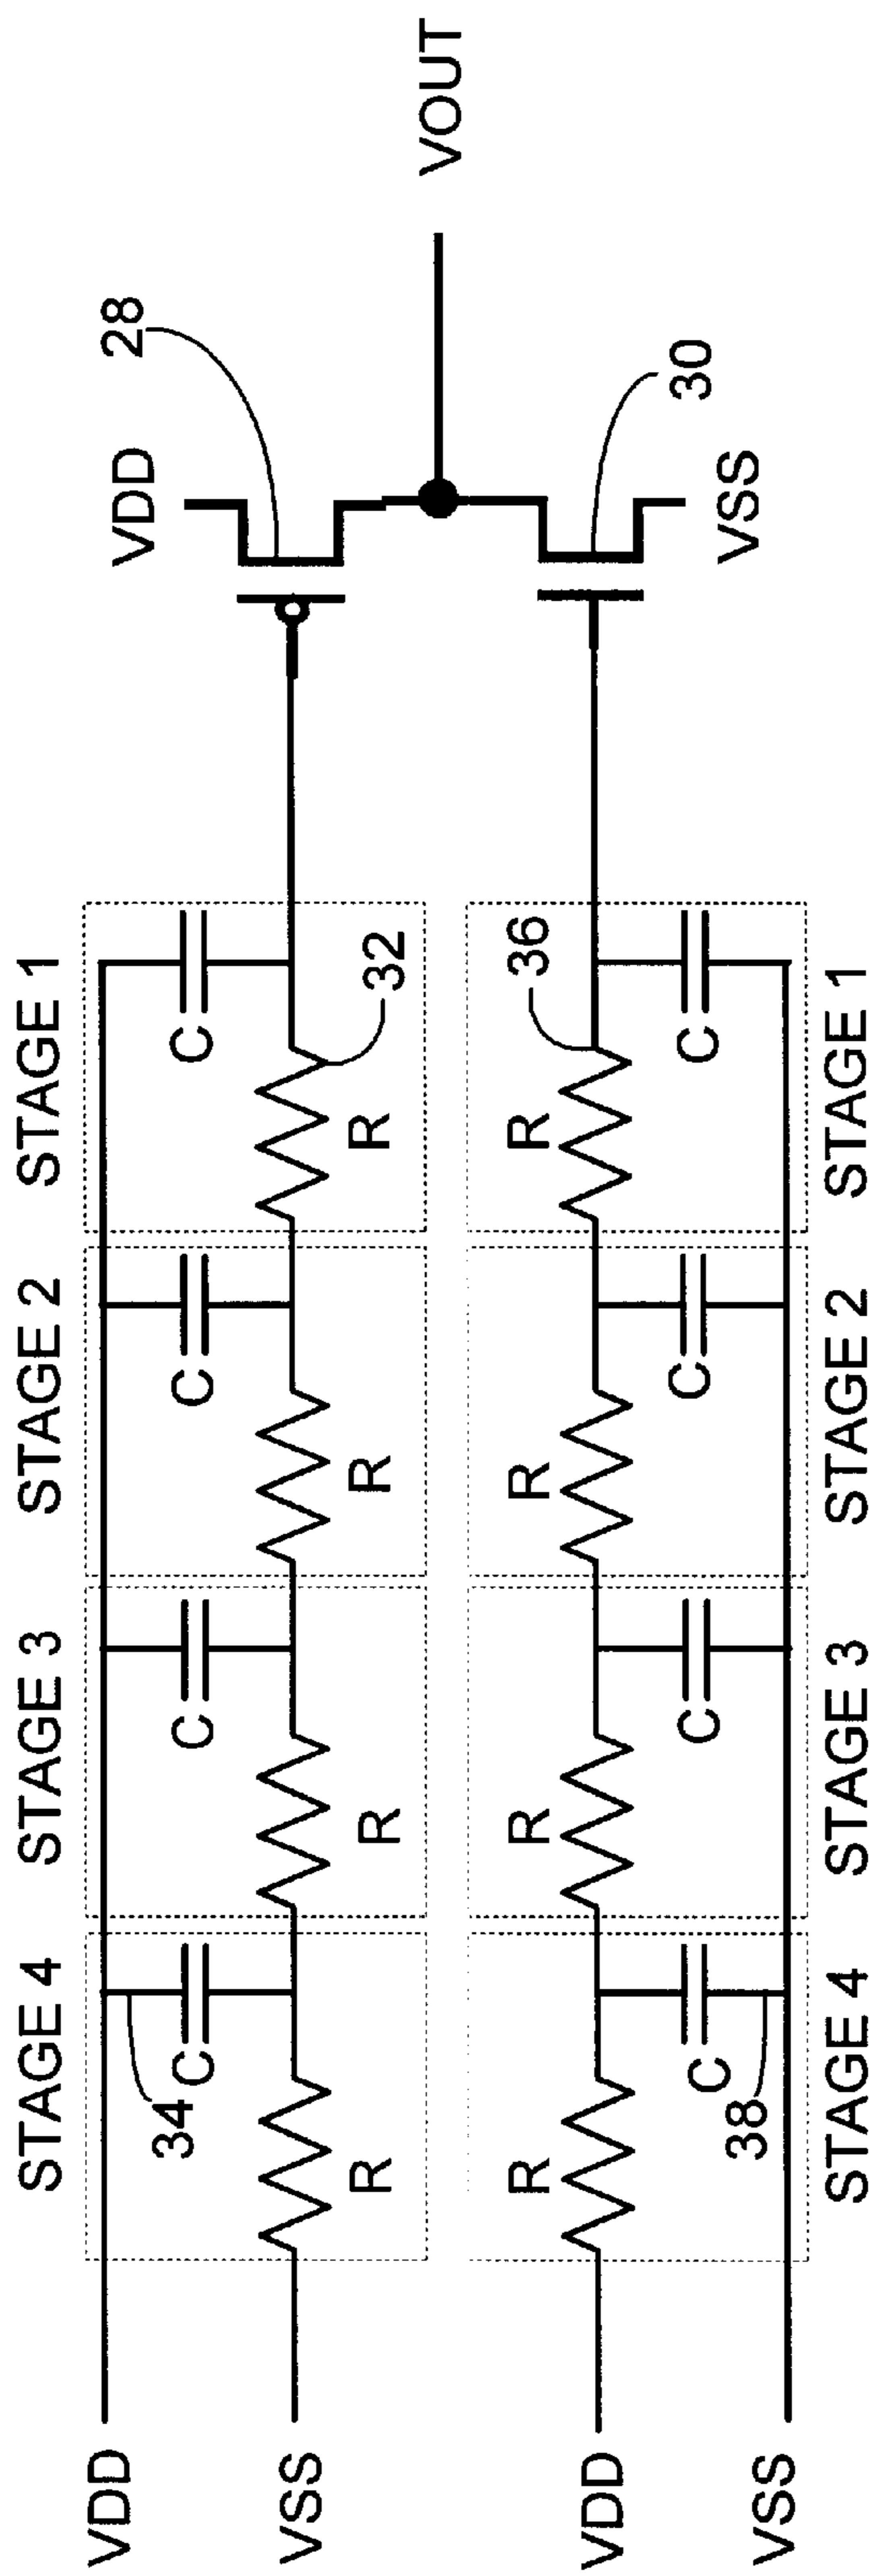 STAGE 4
STAGE 3
STAGE 2
STAGE 1
VDD
34
C
C
C
C
VDD
28
VSS
R
R
R
R
32
VOUT
VDD
R
R
R
R
36
30
VSS
C
38
C
C
C
VSS
STAGE 4
STAGE 3
STAGE 2
STAGE 1